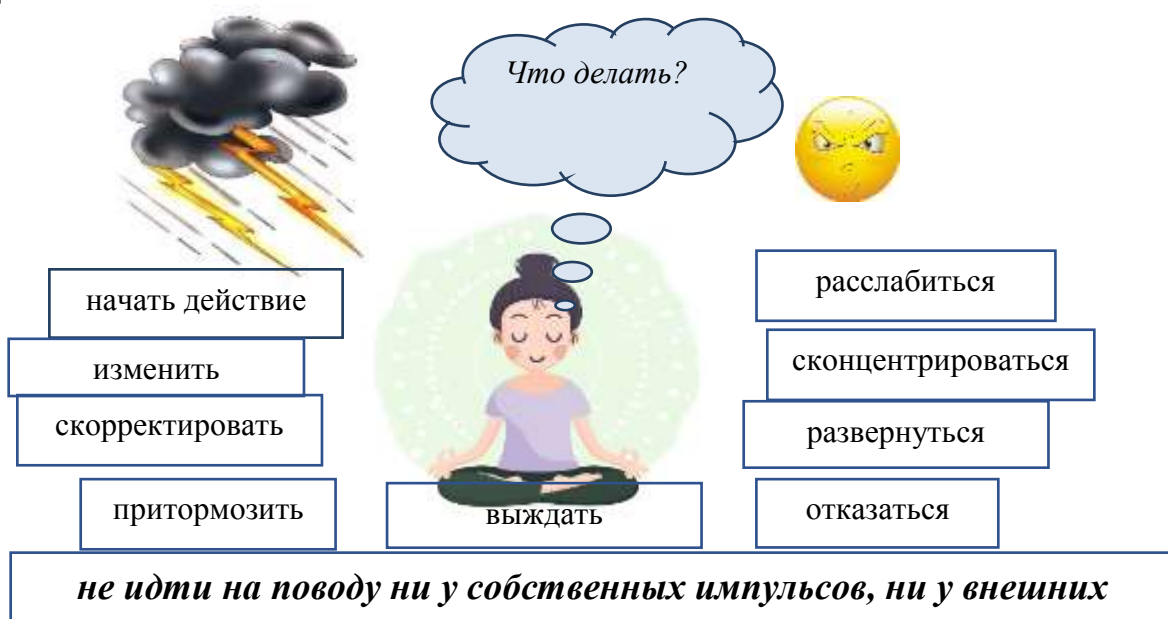 Что делать?
начать действие
изменить
скорректировать
притормозить
выждать
расслабиться
сконцентрироваться
развернуться
отказаться
не идти на поводу ни у собственных импульсов, ни у внешних